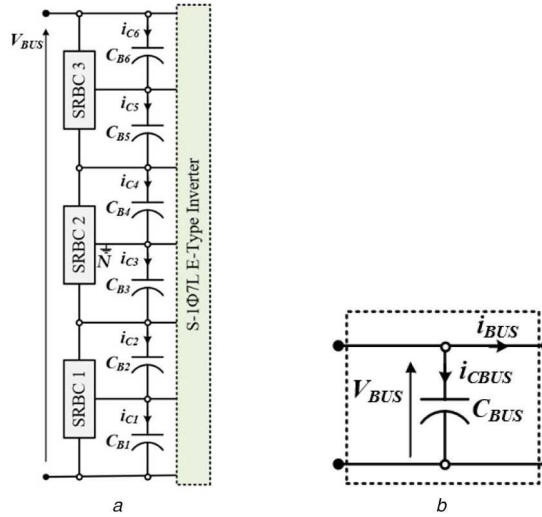 V_BUS
SRBC 3
SRBC 2
SRBC 1
i_C6
C_B6
i_C5
C_B5
i_C4
C_B4
N
i_C3
C_B3
i_C2
C_B2
i_C1
C_B1
S-1Φ7L E-Type Inverter
a
i_BUS
i_CBUS
V_BUS
C_BUS
b